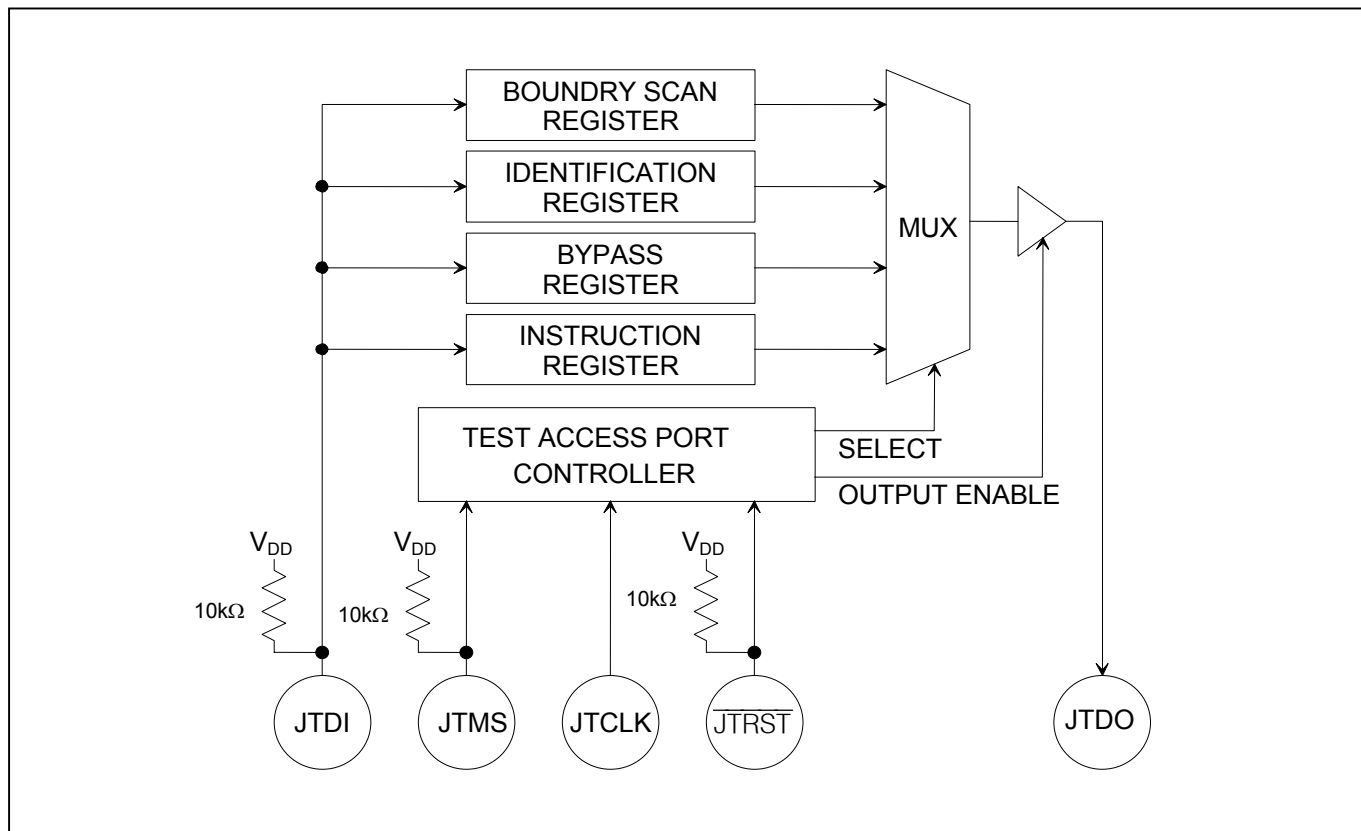 BOUNDRY SCAN
REGISTER
IDENTIFICATION
REGISTER
BYPASS
REGISTER
INSTRUCTION
REGISTER
MUX
TEST ACCESS PORT
CONTROLLER
SELECT
OUTPUT ENABLE
VDD
10kΩ
VDD
10kΩ
VDD
10kΩ
JTDI
JTMS
JTCLK
JTRST
JTDO